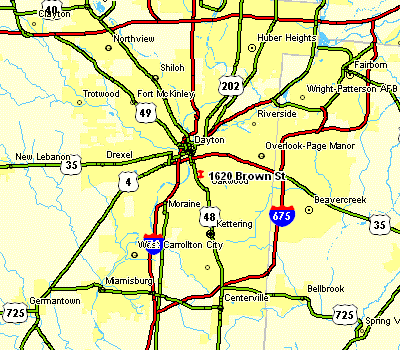 Clayton
40
Northview
Huber Heights
Shiloh
Fairborn
Trotwood
Fort McKinley
202
Wright-Patterson AFB
49
Riverside
Dayton
Overlook-Page Manor
New Lebanon
35
Drexel
4
1620 Brown St
Oakwood
Moraine
48
675
Beavercreek
35
Kettering
West Carrollton City
Miamisburg
Germantown
725
Centerville
Bellbrook
725
Spring V